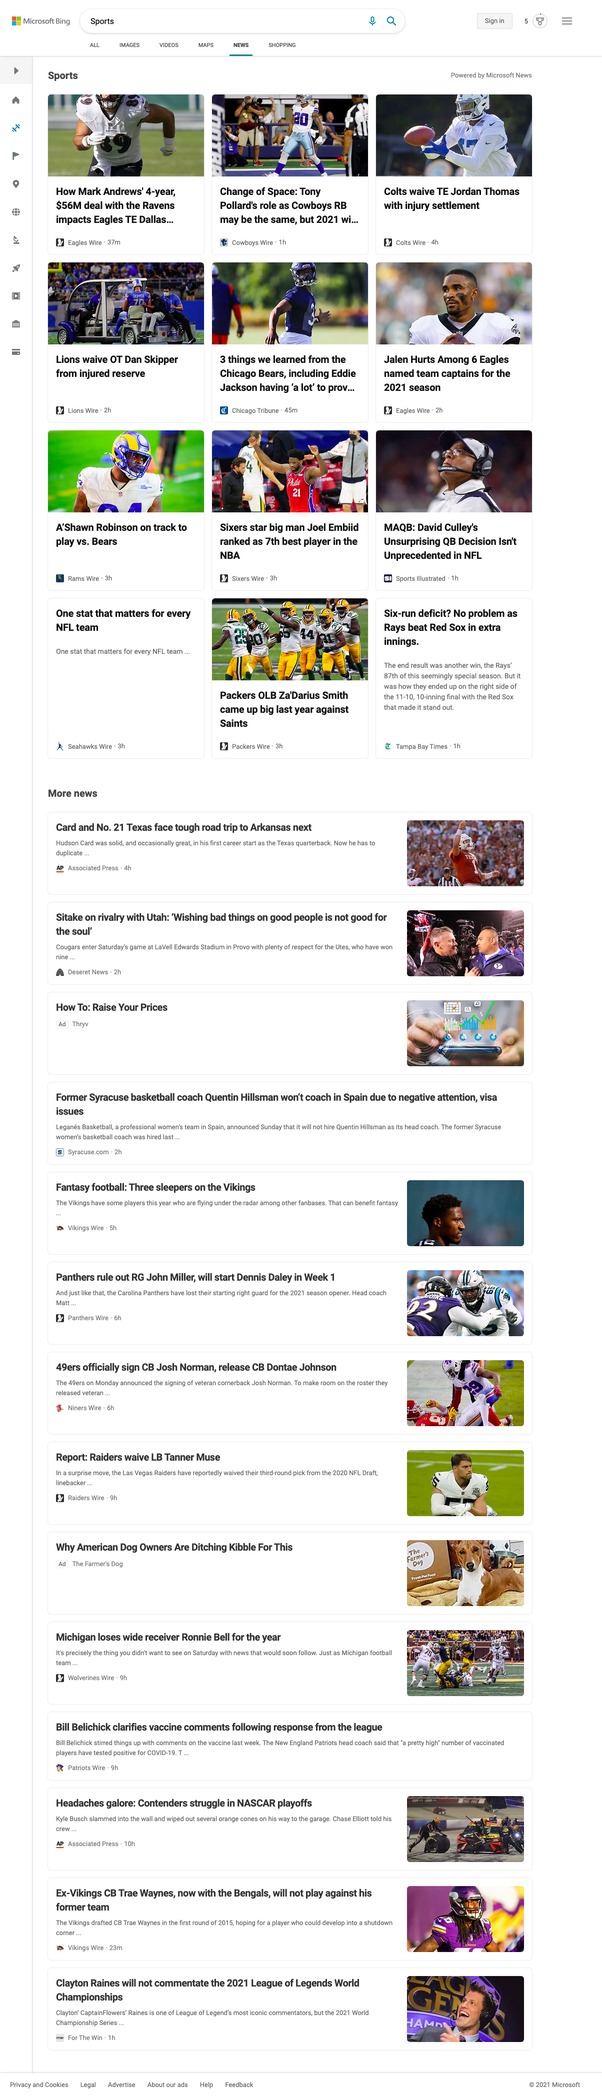 Microsoft Bing
Sports
Sign in
5
ALL IMAGES VIDEOS MAPS NEWS SHOPPING
Sports
Powered by Microsoft News
How Mark Andrews' 4-year,
$56M deal with the Ravens
impacts Eagles TE Dallas...
Eagles Wire · 37m
Change of Space: Tony
Pollard's role as Cowboys RB
may be the same, but 2021 wi...
Cowboys Wire · 1h
Colts waive TE Jordan Thomas
with injury settlement
Colts Wire · 4h
Lions waive OT Dan Skipper
from injured reserve
Lions Wire · 2h
3 things we learned from the
Chicago Bears, including Eddie
Jackson having ‘a lot’ to prov...
Chicago Tribune · 45m
Jalen Hurts Among 6 Eagles
named team captains for the
2021 season
Eagles Wire · 2h
A'Shawn Robinson on track to
play vs. Bears
Rams Wire · 3h
Sixers star big man Joel Embiid
ranked as 7th best player in the
NBA
Sixers Wire · 3h
MAQB: David Culley's
Unsurprising QB Decision Isn't
Unprecedented in NFL
Sports Illustrated · 1h
One stat that matters for every
NFL team
One stat that matters for every NFL team ...
Seahawks Wire · 3h
Packers OLB Za'Darius Smith
came up big last year against
Saints
Packers Wire · 3h
Six-run deficit? No problem as
Rays beat Red Sox in extra
innings.
The end result was another win, the Rays’
87th of this seemingly special season. But it
was how they ended up on the right side of
the 11-10, 10-inning final with the Red Sox
that made it stand out.
Tampa Bay Times · 1h
More news
Card and No. 21 Texas face tough road trip to Arkansas next
Hudson Card was solid, and occasionally great, in his first career start as the Texas quarterback. Now he has to
duplicate ...
AP Associated Press · 4h
Sitake on rivalry with Utah: ‘Wishing bad things on good people is not good for
the soul’
Cougars enter Saturday's game at LaVell Edwards Stadium in Provo with plenty of respect for the Utes, who have won
nine ...
Deseret News · 2h
How To: Raise Your Prices
Ad Thryv
Former Syracuse basketball coach Quentin Hillsman won’t coach in Spain due to negative attention, visa
issues
Leganés Basketball, a professional women's team in Spain, announced Sunday that it will not hire Quentin Hillsman as its head coach. The former Syracuse
women's basketball coach was hired last ...
Syracuse.com · 2h
Fantasy football: Three sleepers on the Vikings
The Vikings have some players this year who are flying under the radar among other fanbases. That can benefit fantasy
...
Vikings Wire · 5h
Panthers rule out RG John Miller, will start Dennis Daley in Week 1
And just like that, the Carolina Panthers have lost their starting right guard for the 2021 season opener. Head coach
Matt ...
Panthers Wire · 6h
49ers officially sign CB Josh Norman, release CB Dontae Johnson
The 49ers on Monday announced the signing of veteran cornerback Josh Norman. To make room on the roster they
released veteran ...
Niners Wire · 6h
Report: Raiders waive LB Tanner Muse
In a surprise move, the Las Vegas Raiders have reportedly waived their third-round pick from the 2020 NFL Draft,
linebacker ...
Raiders Wire · 9h
Why American Dog Owners Are Ditching Kibble For This
Ad The Farmer's Dog
The
Farmer's
Dog
Michigan loses wide receiver Ronnie Bell for the year
It's precisely the thing you didn't want to see on Saturday with news that would soon follow. Just as Michigan football
team ...
Wolverines Wire · 9h
Bill Belichick clarifies vaccine comments following response from the league
Bill Belichick stirred things up with comments on the vaccine last week. The New England Patriots head coach said that "a pretty high" number of vaccinated
players have tested positive for COVID-19. T ...
Patriots Wire · 9h
Headaches galore: Contenders struggle in NASCAR playoffs
Kyle Busch slammed into the wall and wiped out several orange cones on his way to the garage. Chase Elliott told his
crew ...
AP Associated Press · 10h
Ex-Vikings CB Trae Waynes, now with the Bengals, will not play against his
former team
The Vikings drafted CB Trae Waynes in the first round of 2015, hoping for a player who could develop into a shutdown
corner ...
Vikings Wire · 23m
Clayton Raines will not commentate the 2021 League of Legends World
Championships
Clayton' CaptainFlowers' Raines is one of League of Legend's most iconic commentators, but the 2021 World
Championship Series ...
For The Win · 1h
Privacy and Cookies Legal Advertise About our ads Help Feedback
© 2021 Microsoft